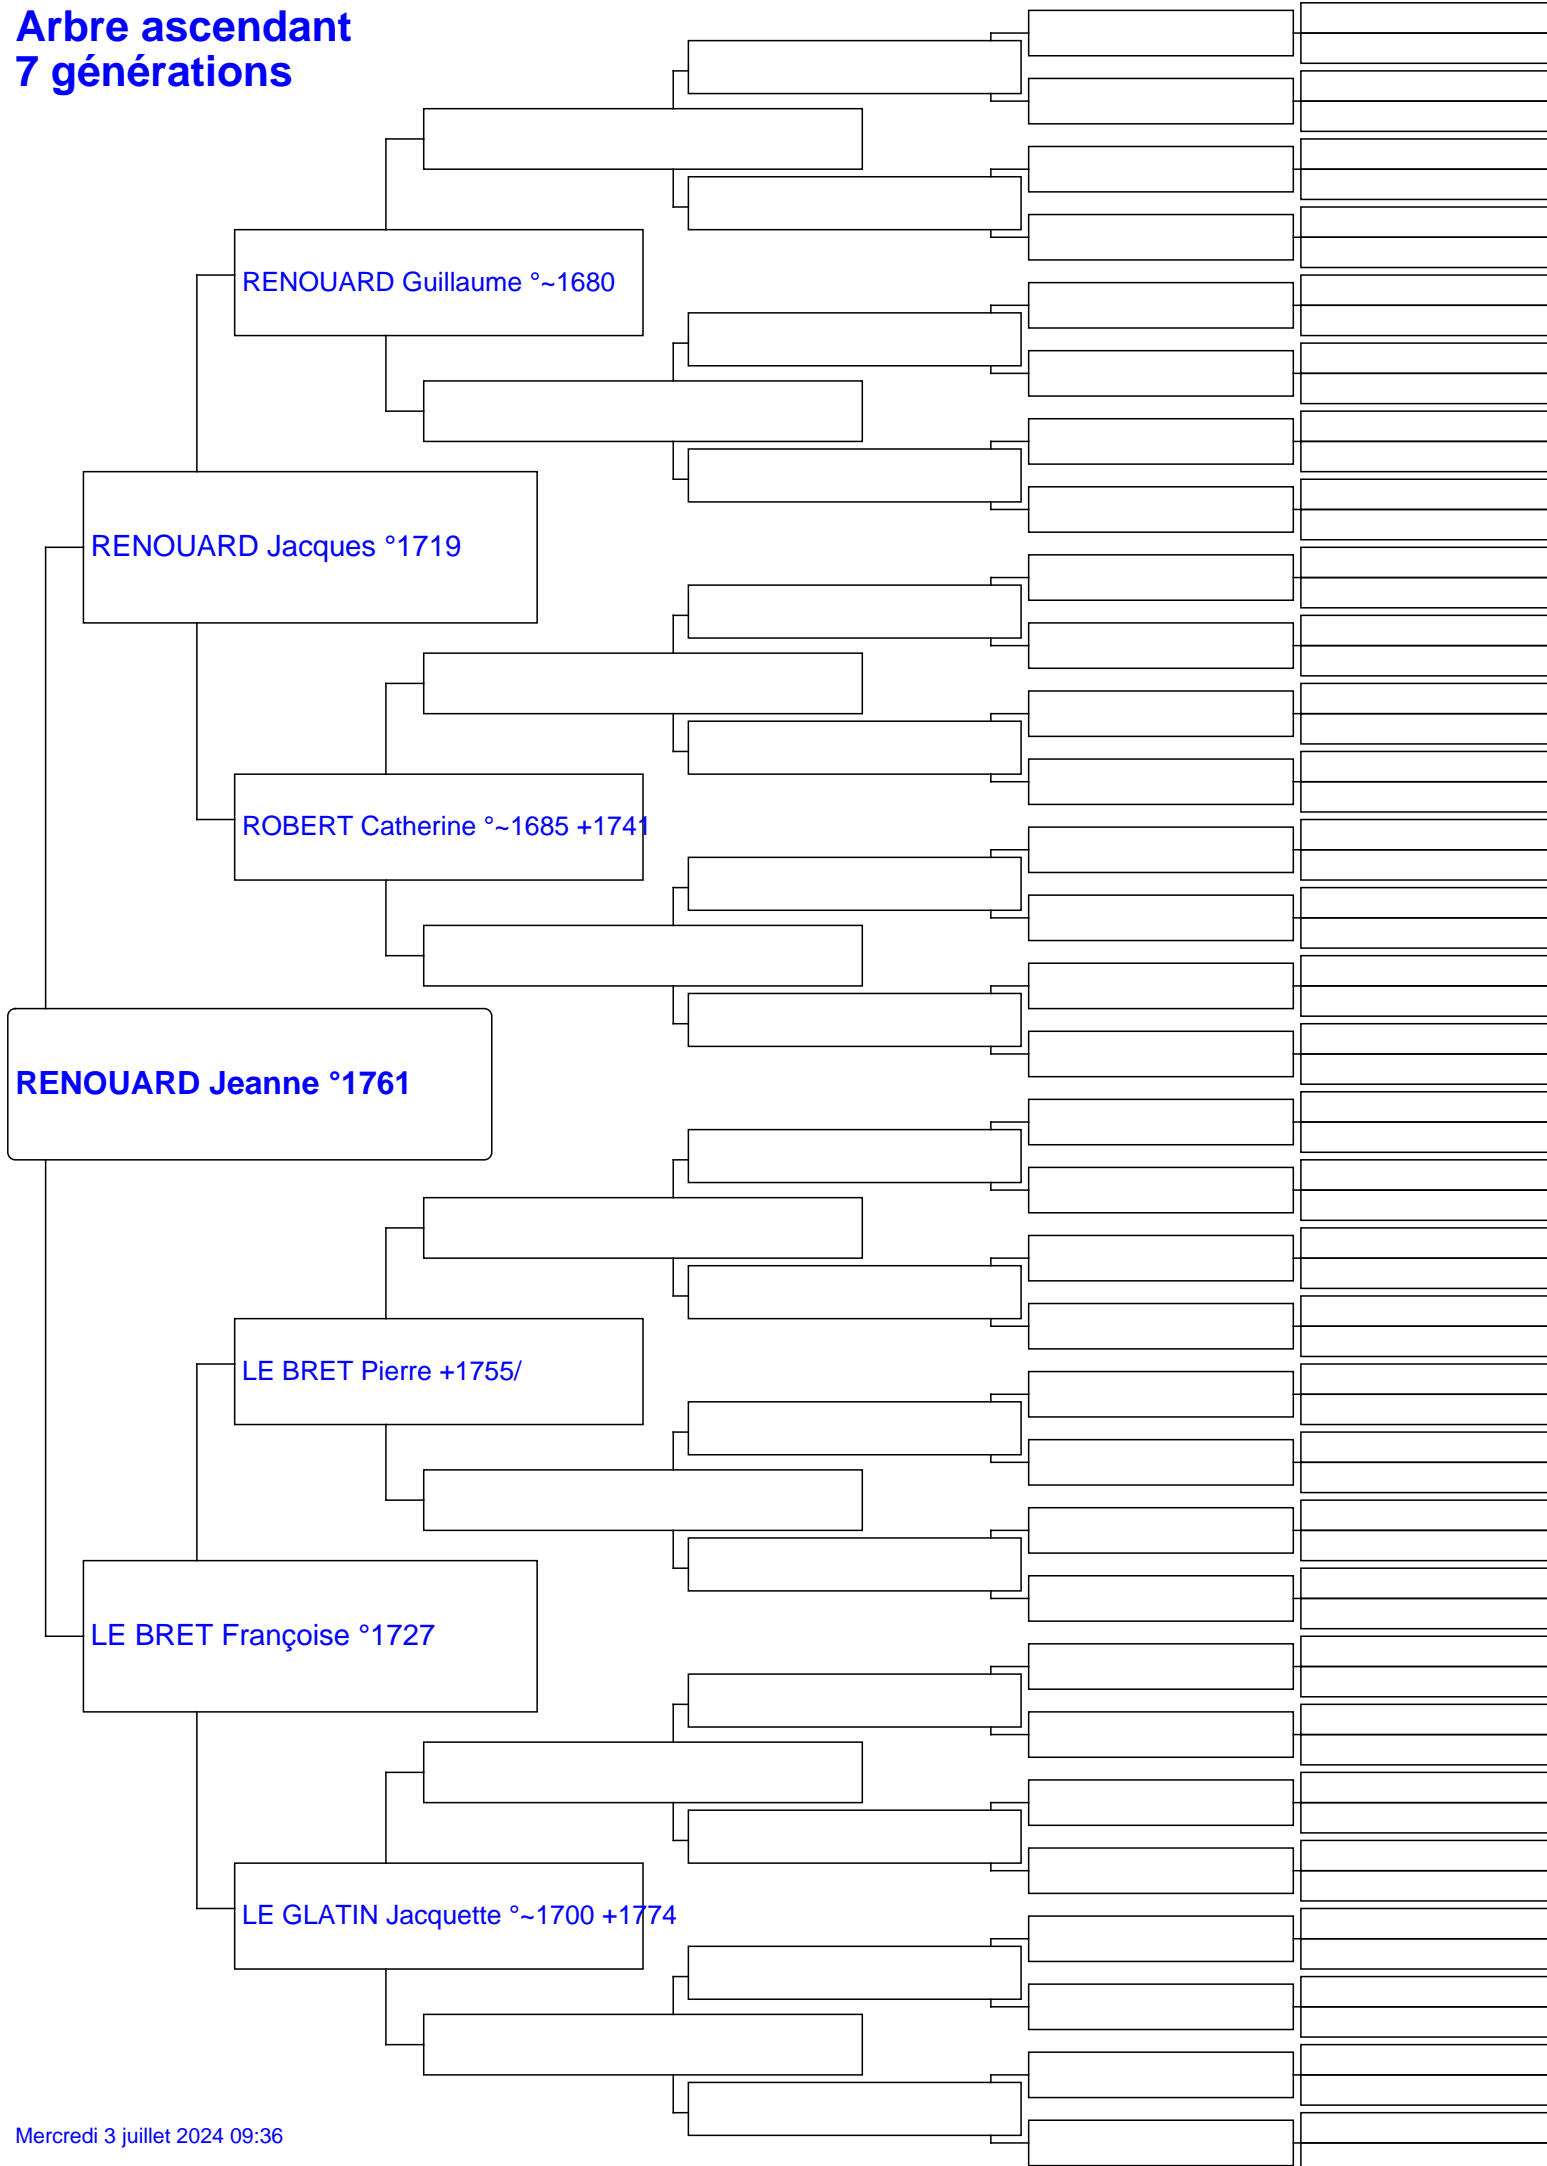 Arbre ascendant
7 générations
RENOUARD Guillaume °~1680
RENOUARD Jacques °1719
ROBERT Catherine °~1685 +1741
RENOUARD Jeanne °1761
LE BRET Pierre +1755/
LE BRET Françoise °1727
LE GLATIN Jacquette °~1700 +1774
Mercredi 3 juillet 2024 09:36